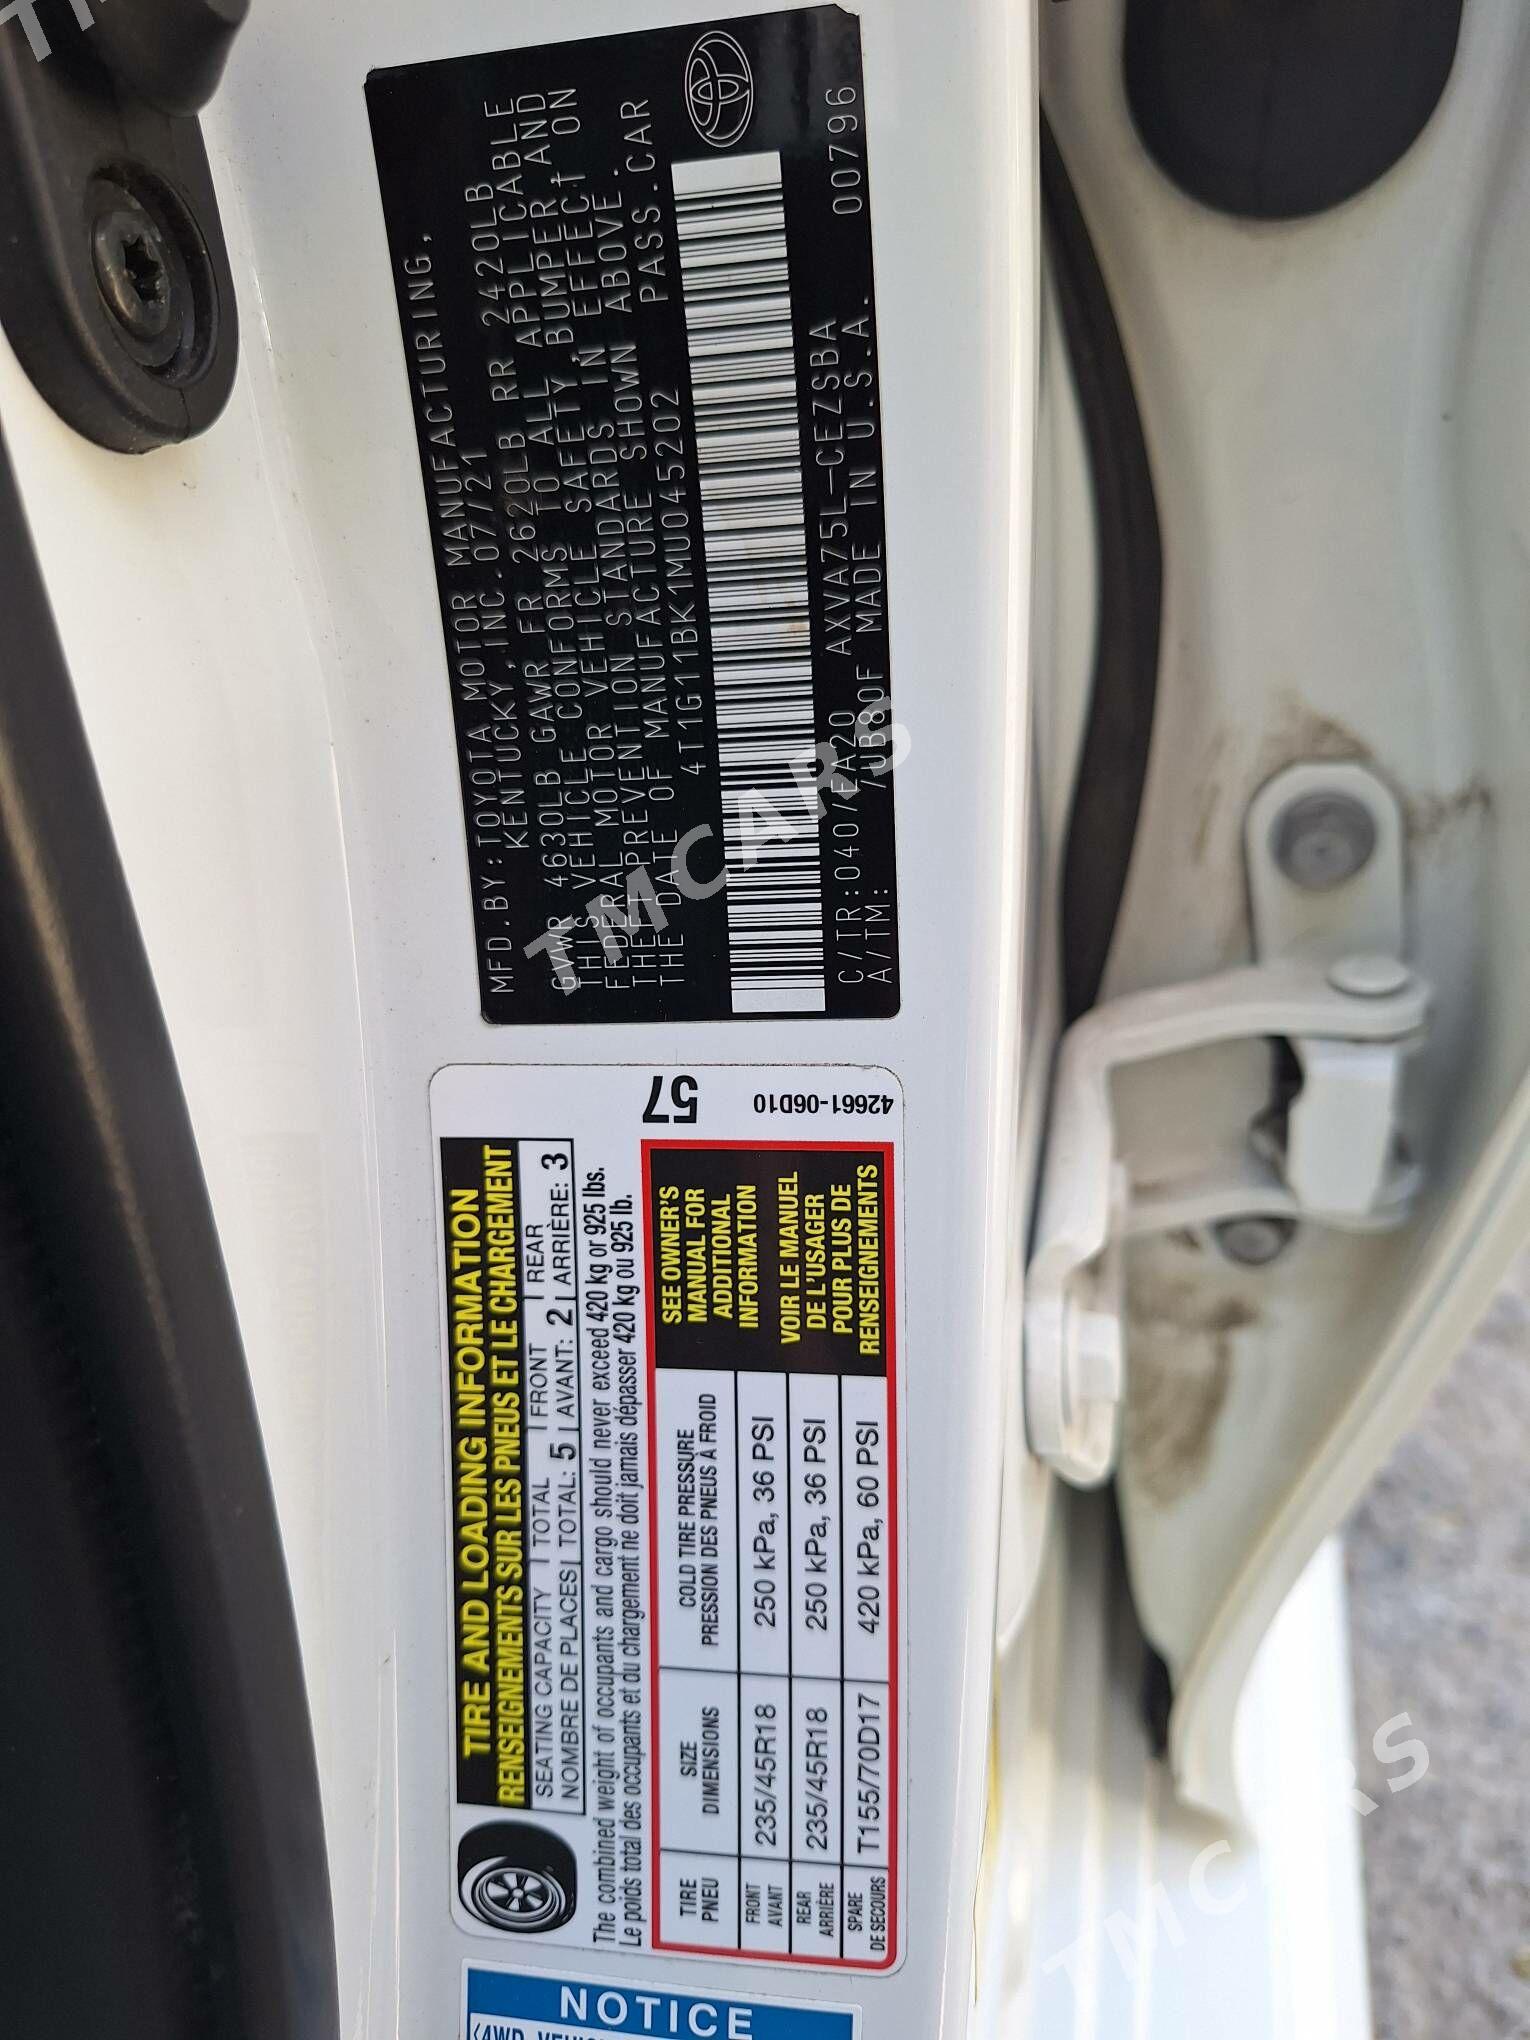 MFD.BY:TOYOTA MOTOR MANUFACTURING,
KENTUCKY,INC.07/21
GVWR 4630LB GAWR FR 2620LB RR 2420LB
THIS VEHICLE CONFORMS TO ALL APPLICABLE
FEDERAL MOTOR VEHICLE SAFETY,BUMPER,AND
THEFT PREVENTION STANDARDS IN EFFECT ON
THE DATE OF MANUFACTURE SHOWN ABOVE.
4T1G11BK1MU045202 PASS.CAR
C/TR:0407/EA20 AXVA75L-CEZSBA 00796
A/TM: /UB80F MADE IN U.S.A.
TIRE AND LOADING INFORMATION
RENSEIGNEMENTS SUR LES PNEUS ET LE CHARGEMENT
SEATING CAPACITY TOTAL FRONT REAR
NOMBRE DE PLACES TOTAL: 5 AVANT: 2 ARRIÈRE: 3
The combined weight of occupants and cargo should never exceed 420 kg or 925 lbs.
Le poids total des occupants et du chargement ne doit jamais dépasser 420 kg ou 925 lb.
57
42661-06D10
TIRE SIZE COLD TIRE PRESSURE
PNEU DIMENSIONS PRESSION DES PNEUS À FROID
FRONT
AVANT 235/45R18 250 kPa, 36 PSI
REAR
ARRIÈRE 235/45R18 250 kPa, 36 PSI
SPARE
DE SECOURS T155/70D17 420 kPa, 60 PSI
SEE OWNER'S
MANUAL FOR
ADDITIONAL
INFORMATION
VOIR LE MANUEL
DE L'USAGER
POUR PLUS DE
RENSEIGNEMENTS
NOTICE
TMCARS
TMCARS